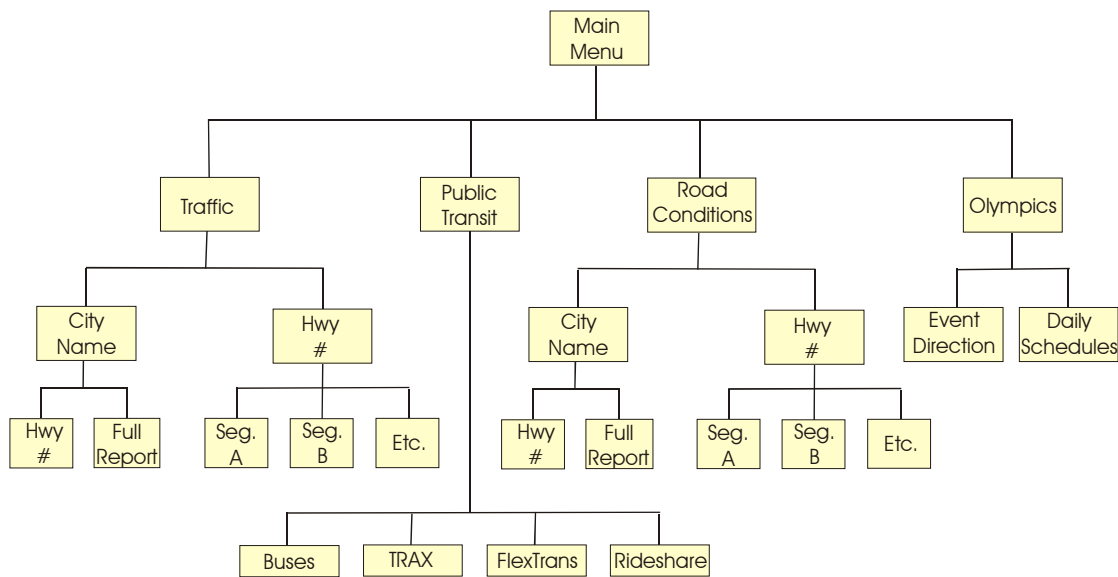 Main
Menu
Traffic
Public
Transit
Road
Conditions
Olympics
City
Name
Hwy
#
City
Name
Hwy
#
Event
Direction
Daily
Schedules
Hwy
#
Full
Report
Seg.
A
Seg.
B
Etc.
Hwy
#
Full
Report
Seg.
A
Seg.
B
Etc.
Buses
TRAX
FlexTrans
Rideshare